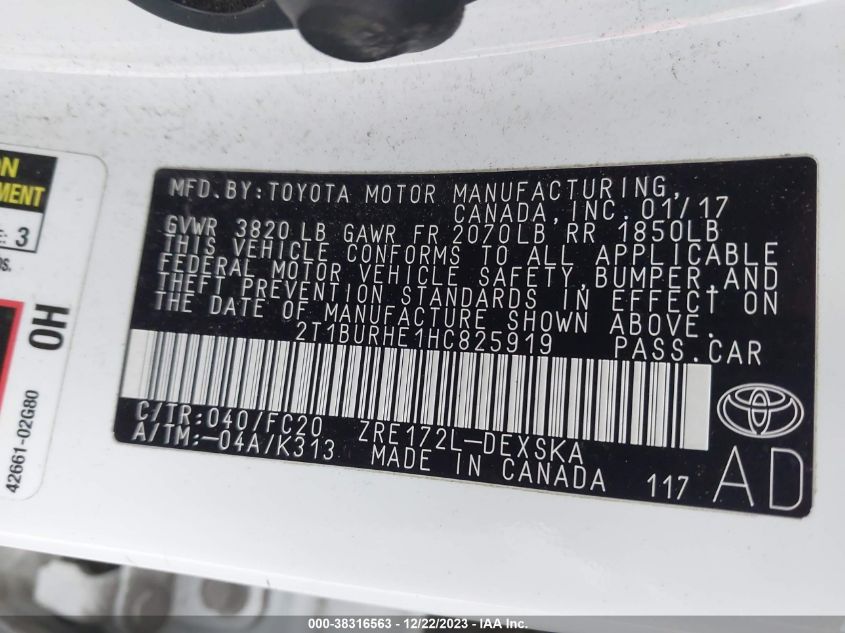 ON
EMENT
E: 3
os.
OH
42661-02G80
MFD.BY:TOYOTA MOTOR MANUFACTURING,
CANADA,INC.01/17
GVWR 3820LB GAWR FR 2070LB RR 1850LB
THIS VEHICLE CONFORMS TO ALL APPLICABLE
FEDERAL MOTOR VEHICLE SAFETY,BUMPER,AND
THEFT PREVENTION STANDARDS IN EFFECT ON
THE DATE OF MANUFACTURE SHOWN ABOVE.
2T1BURHE1HC825919 PASS.CAR
C/TR:040/FC20 ZRE172L-DEXSKA
A/TM:-04A/K313 MADE IN CANADA 117 AD
000-38316563 - 12/22/2023 - IAA Inc.